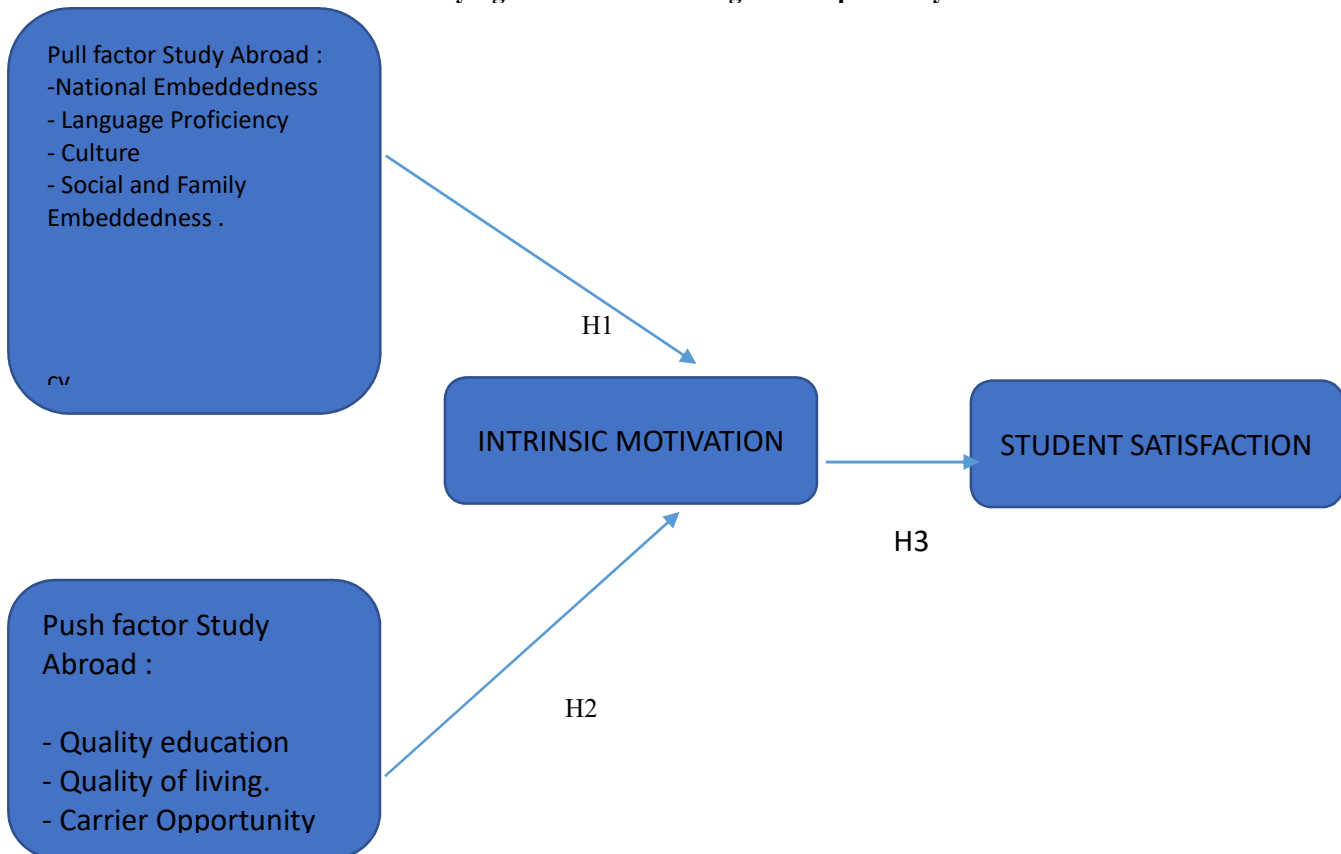 Pull factor Study Abroad :
-National Embeddedness
- Language Proficiency
- Culture
- Social and Family
Embeddedness .
cy
H1
INTRINSIC MOTIVATION
STUDENT SATISFACTION
H3
Push factor Study
Abroad :
- Quality education
- Quality of living.
- Carrier Opportunity
H2